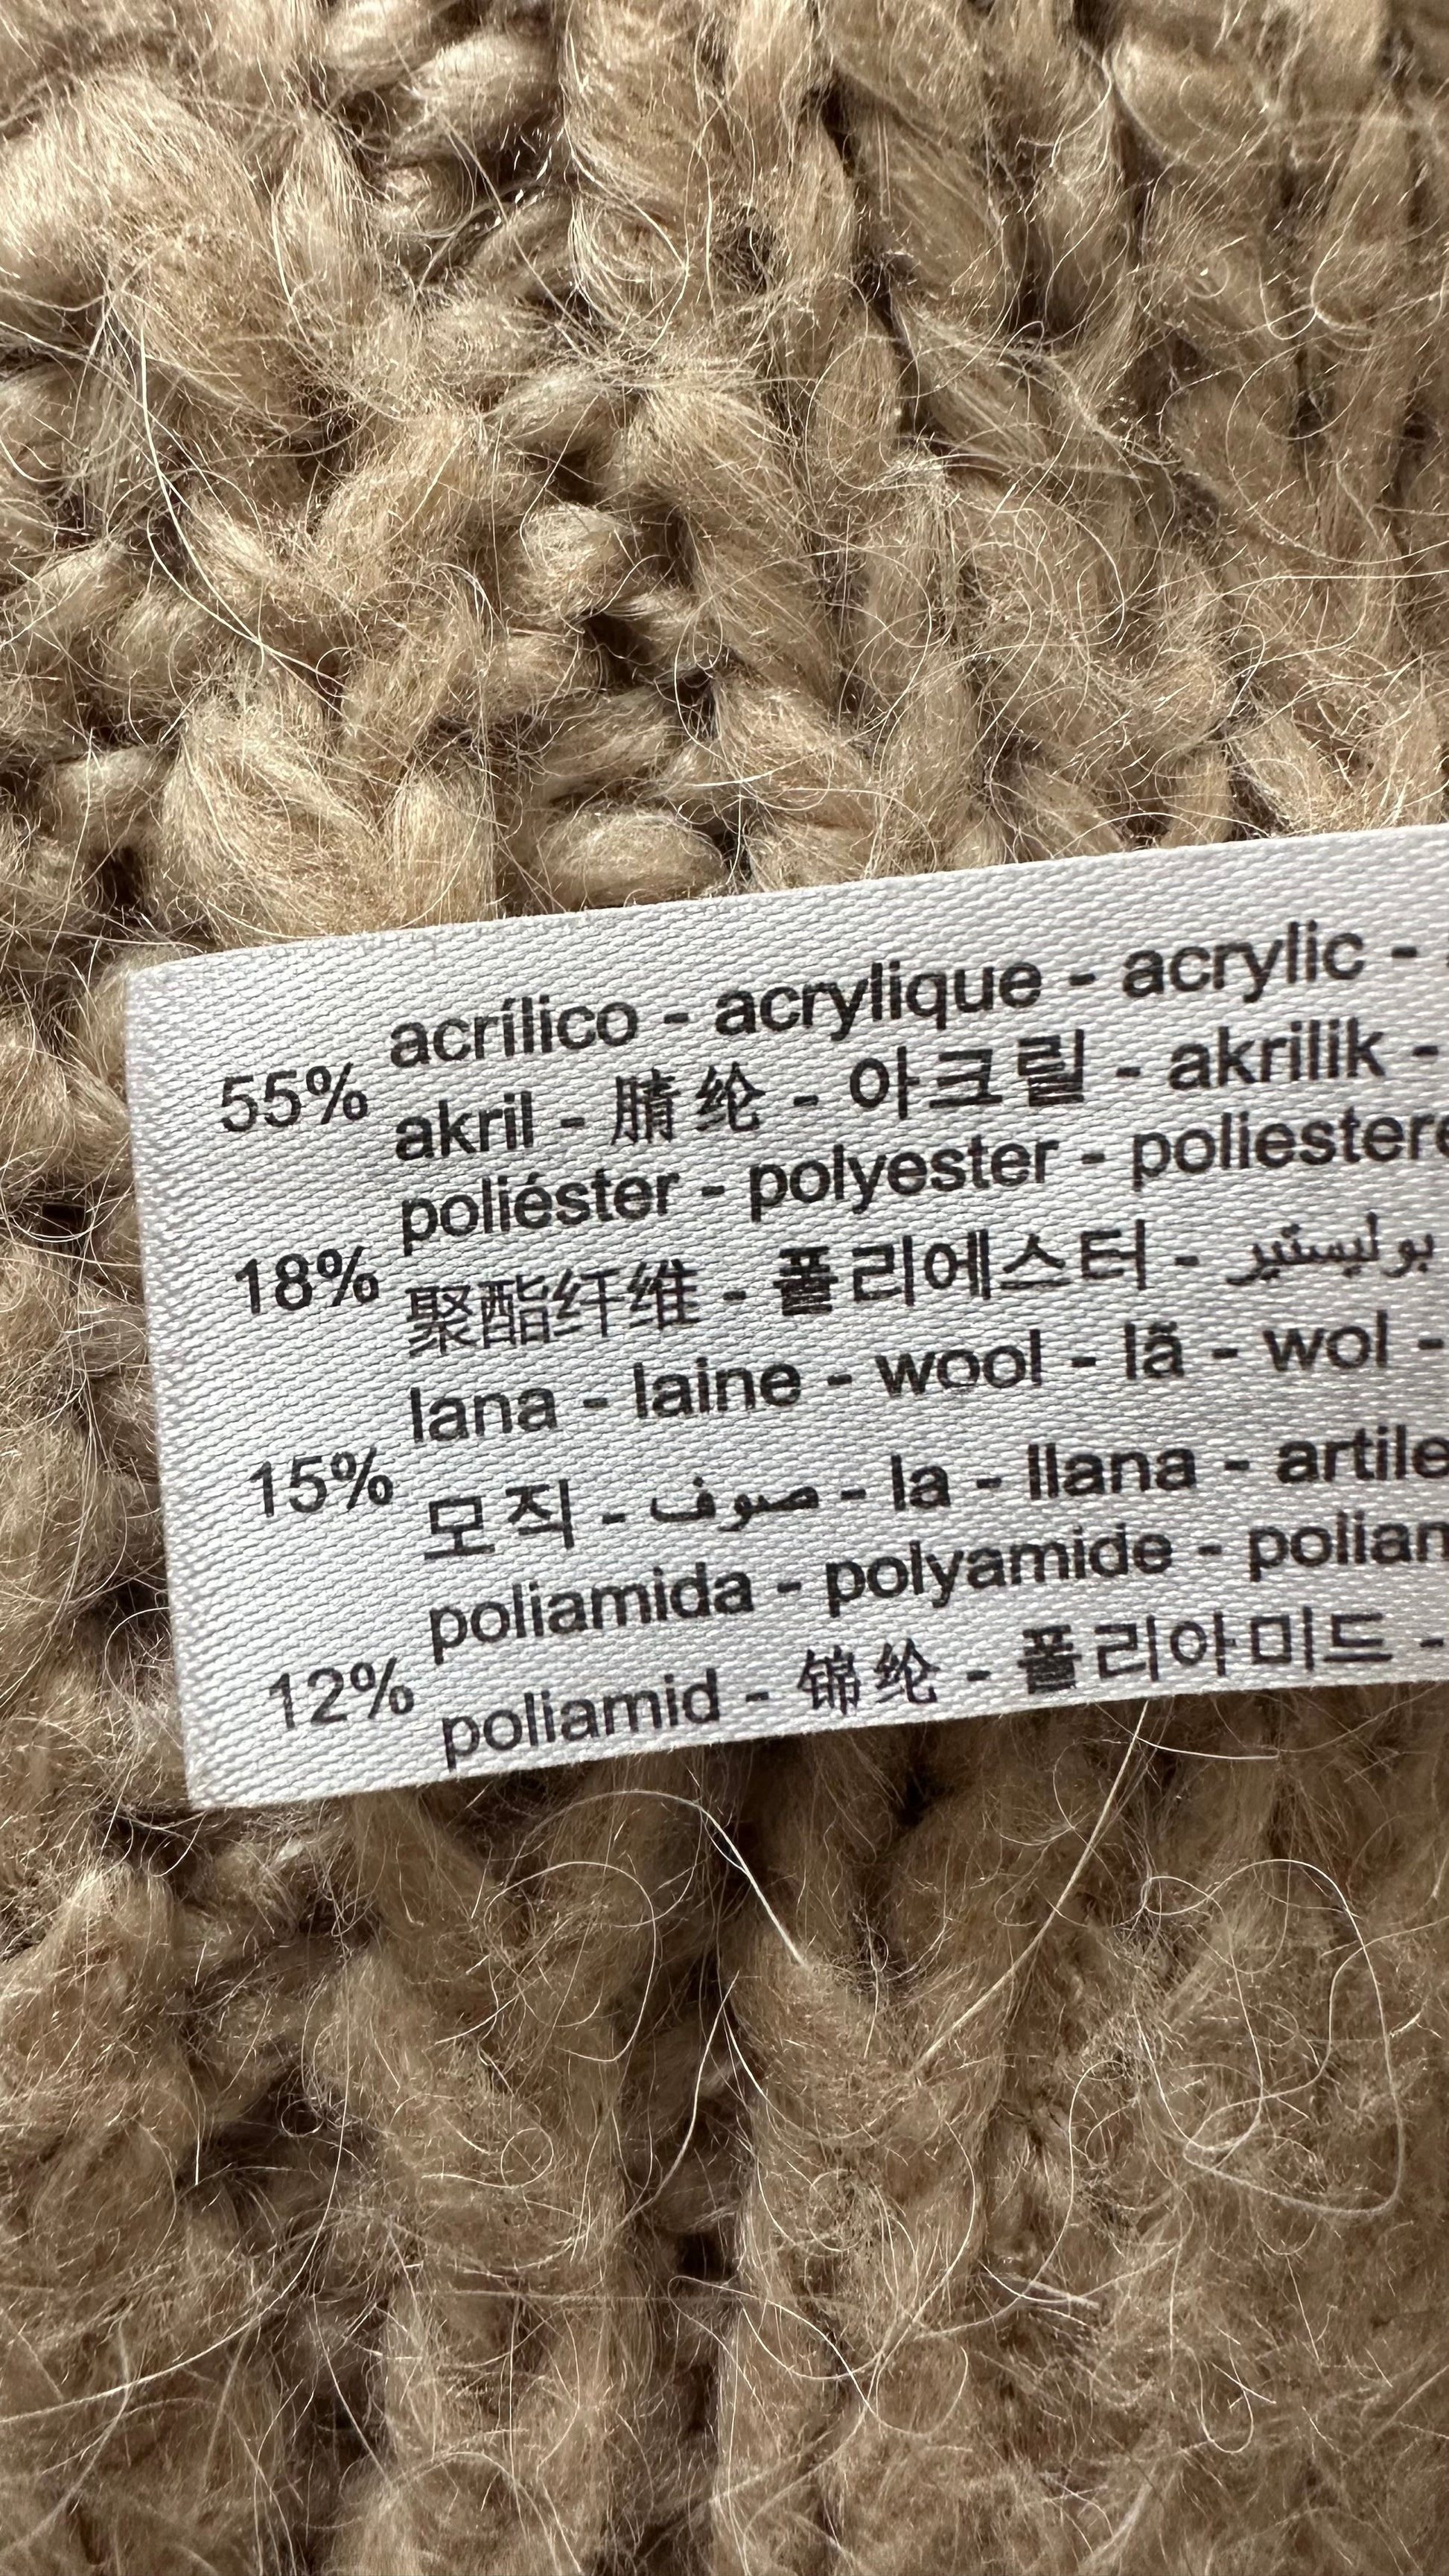 55% acrílico - acrylique - acrylic -
akril - 腈纶 - 아크릴 - akrilik -
18% poliéster - polyester - poliestere
聚酯纤维 - 폴리에스터 - بوليستير
15% lana - laine - wool - lã - wol -
모직 - صوف - la - llana - artile
12% poliamida - polyamide -
poliamid - 锦纶 - 폴리아미드 -